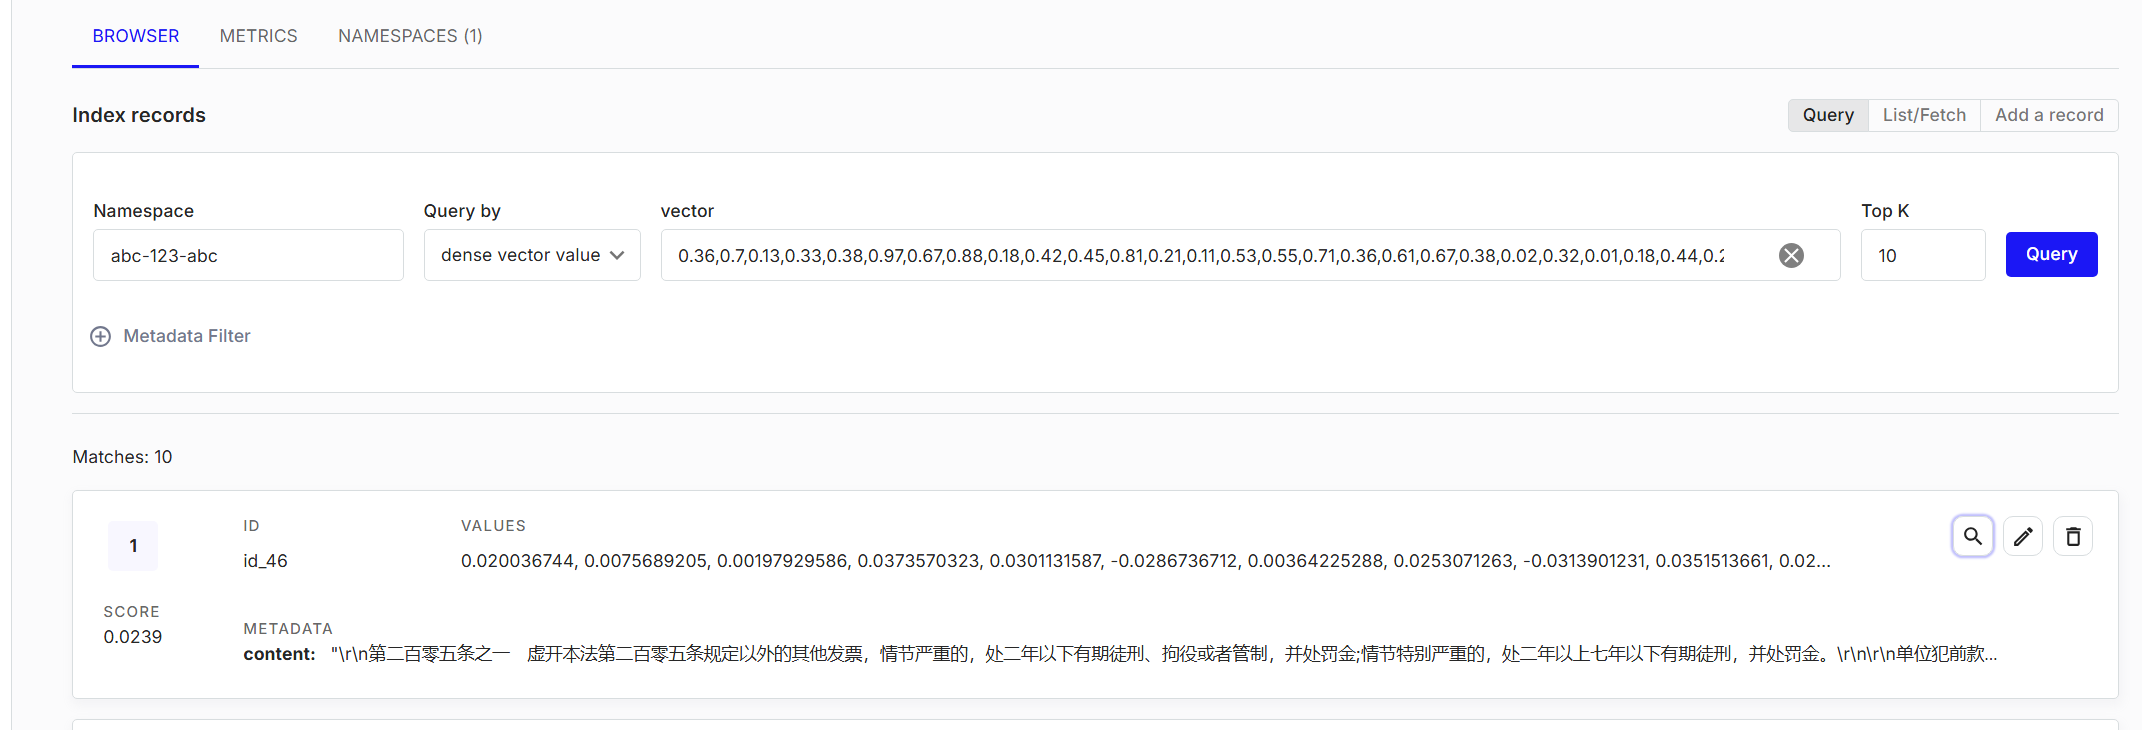 BROWSER METRICS NAMESPACES (1)
Index records
Query List/Fetch Add a record
Namespace Query by vector Top K
abc-123-abc dense vector value 0.36,0.7,0.13,0.33,0.38,0.97,0.67,0.88,0.18,0.42,0.45,0.81,0.21,0.11,0.53,0.55,0.71,0.36,0.61,0.67,0.38,0.02,0.32,0.01,0.18,0.44,0.2 10 Query
Metadata Filter
Matches: 10
ID VALUES
1 id_46 0.020036744, 0.0075689205, 0.00197929586, 0.0373570323, 0.0301131587, -0.0286736712, 0.00364225288, 0.0253071263, -0.0313901231, 0.0351513661, 0.02...
SCORE
0.0239
METADATA
content: "\r\n第二百零五条之一　虚开本法第二百零五条规定以外的其他发票，情节严重的，处二年以下有期徒刑、拘役或者管制，并处罚金;情节特别严重的，处二年以上七年以下有期徒刑，并处罚金。\r\n\r\n单位犯前款...